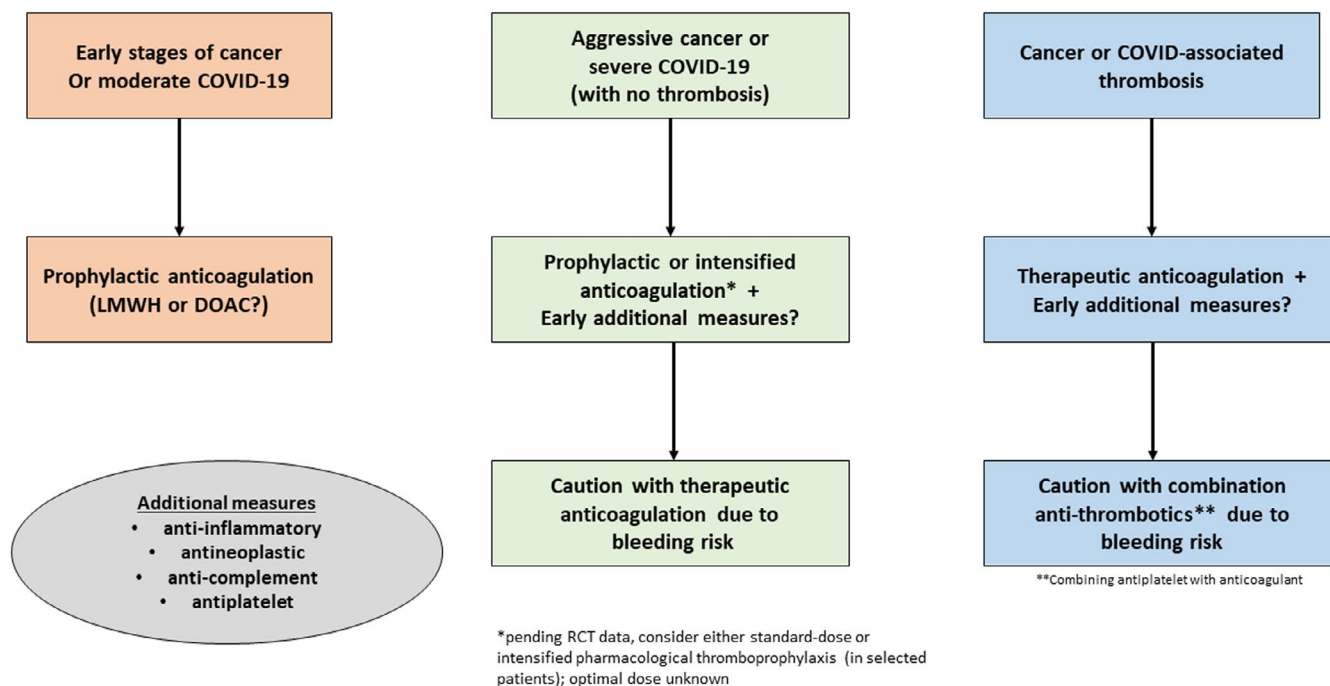 Early stages of cancer
Or moderate COVID-19
Aggressive cancer or
severe COVID-19
(with no thrombosis)
Cancer or COVID-associated
thrombosis
Prophylactic anticoagulation
(LMWH or DOAC?)
Prophylactic or intensified
anticoagulation* +
Early additional measures?
Therapeutic anticoagulation +
Early additional measures?
Additional measures
• anti-inflammatory
• antineoplastic
• anti-complement
• antiplatelet
Caution with therapeutic
anticoagulation due to
bleeding risk
Caution with combination
anti-thrombotics** due to
bleeding risk
**Combining antiplatelet with anticoagulant
*pending RCT data, consider either standard-dose or
intensified pharmacological thromboprophylaxis (in selected
patients); optimal dose unknown